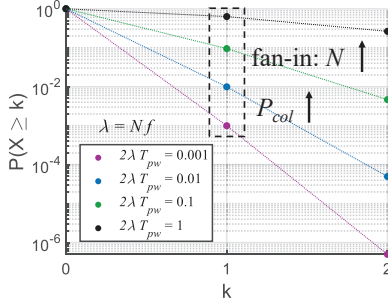 10^0
10^-2
10^-4
10^-6
P(X ≥ k)
fan-in: N
P_col
λ = Nf
2λ T_pw = 0.001
2λ T_pw = 0.01
2λ T_pw = 0.1
2λ T_pw = 1
0
1
2
k